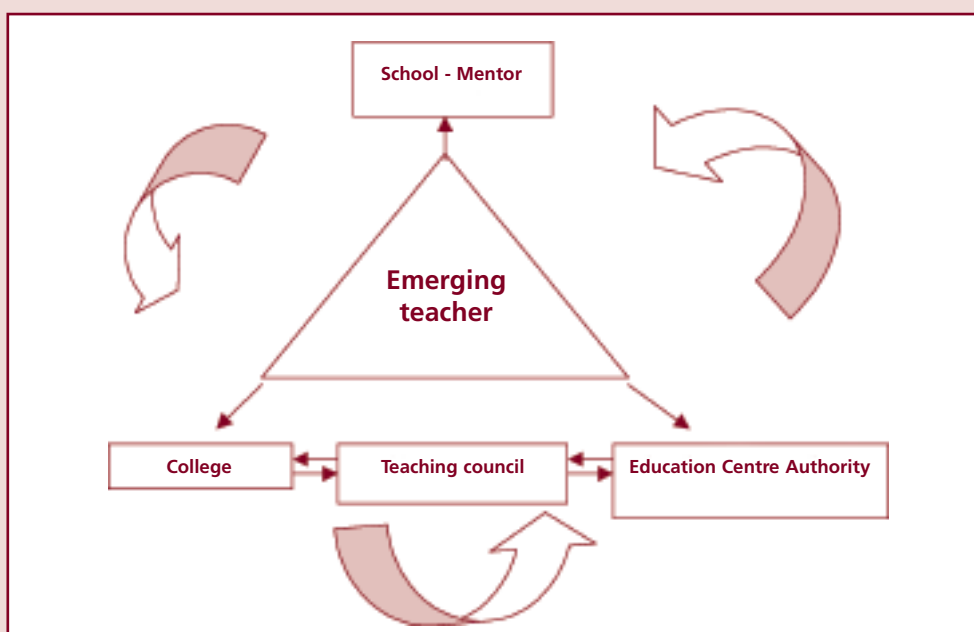 School - Mentor
Emerging
teacher
College
Teaching council
Education Centre Authority